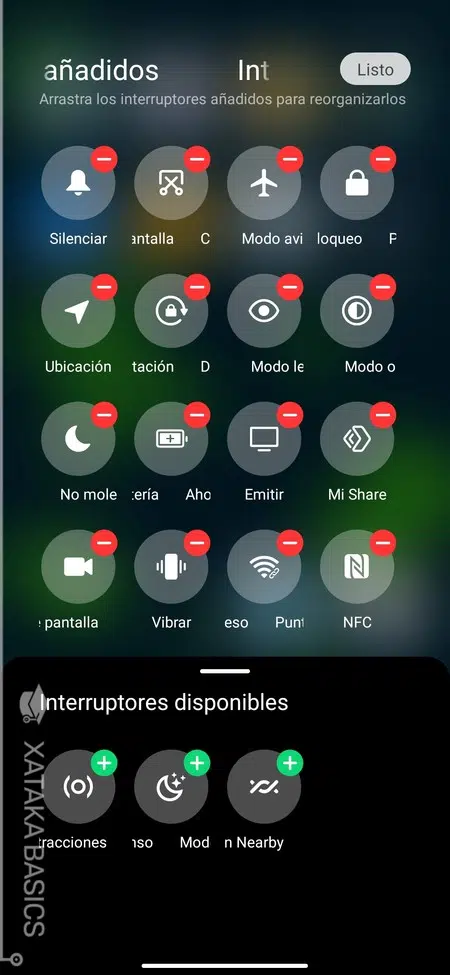 añadidos Int
Listo
Arrastra los interruptores añadidos para reorganizarlos
Silenciar antalla C Modo avi loqueo P
Ubicación tación D Modo le Modo o
No mole tería Aho Emitir Mi Share
e pantalla Vibrar eso Punt NFC
Interruptores disponibles
racciones nso Mod n Nearby
XATAKA BASICS